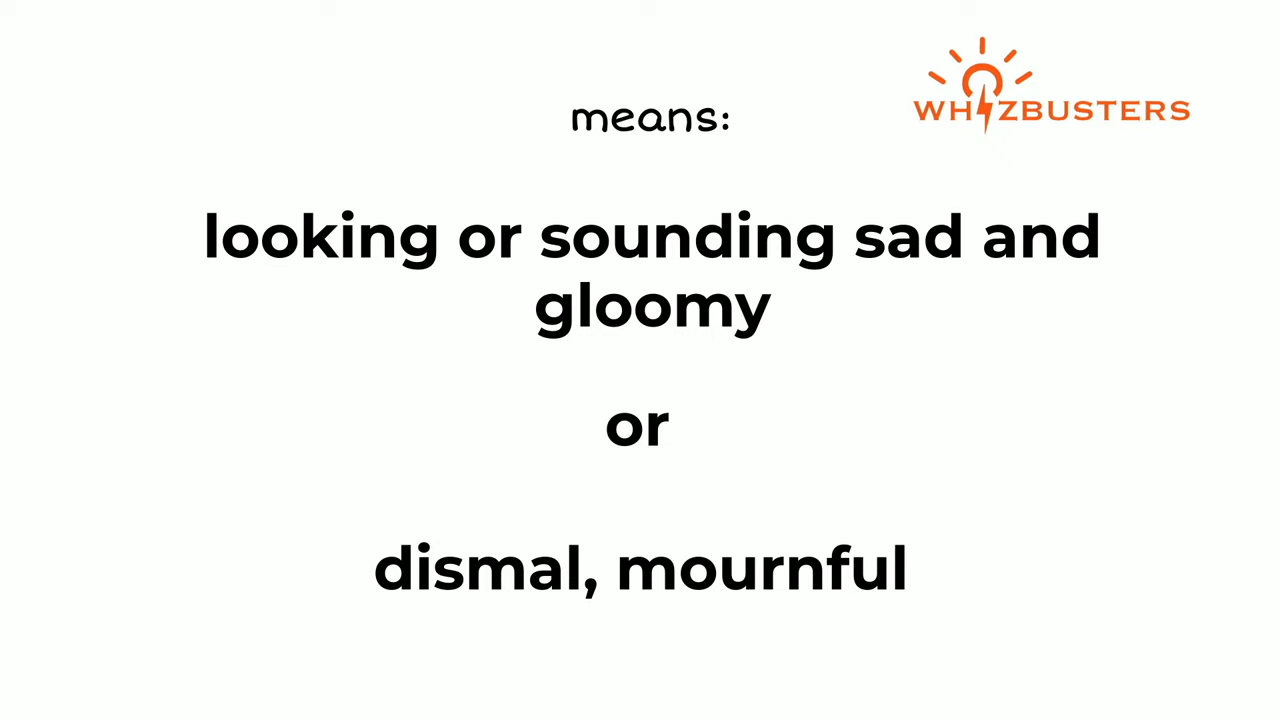 WHIZBUSTERS
means:
looking or sounding sad and
gloomy
or
dismal, mournful